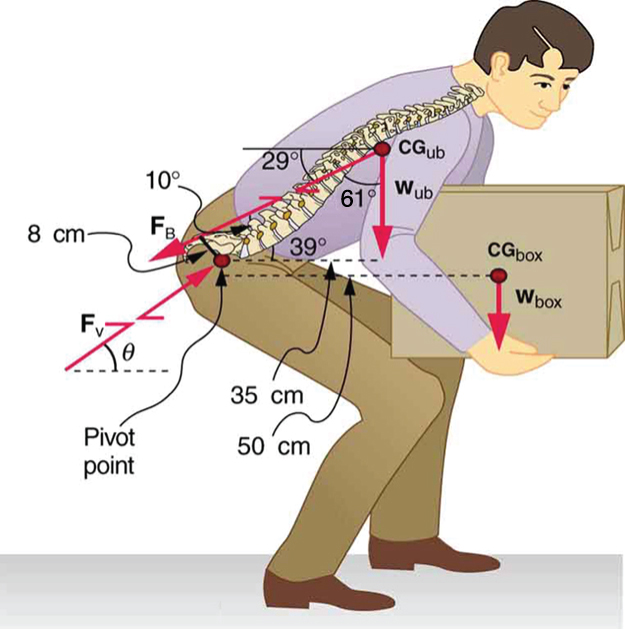 CGub
29°
10°
61°
Wub
FB
8 cm
39°
CGbox
Wbox
Fv
θ
35 cm
50 cm
Pivot
point